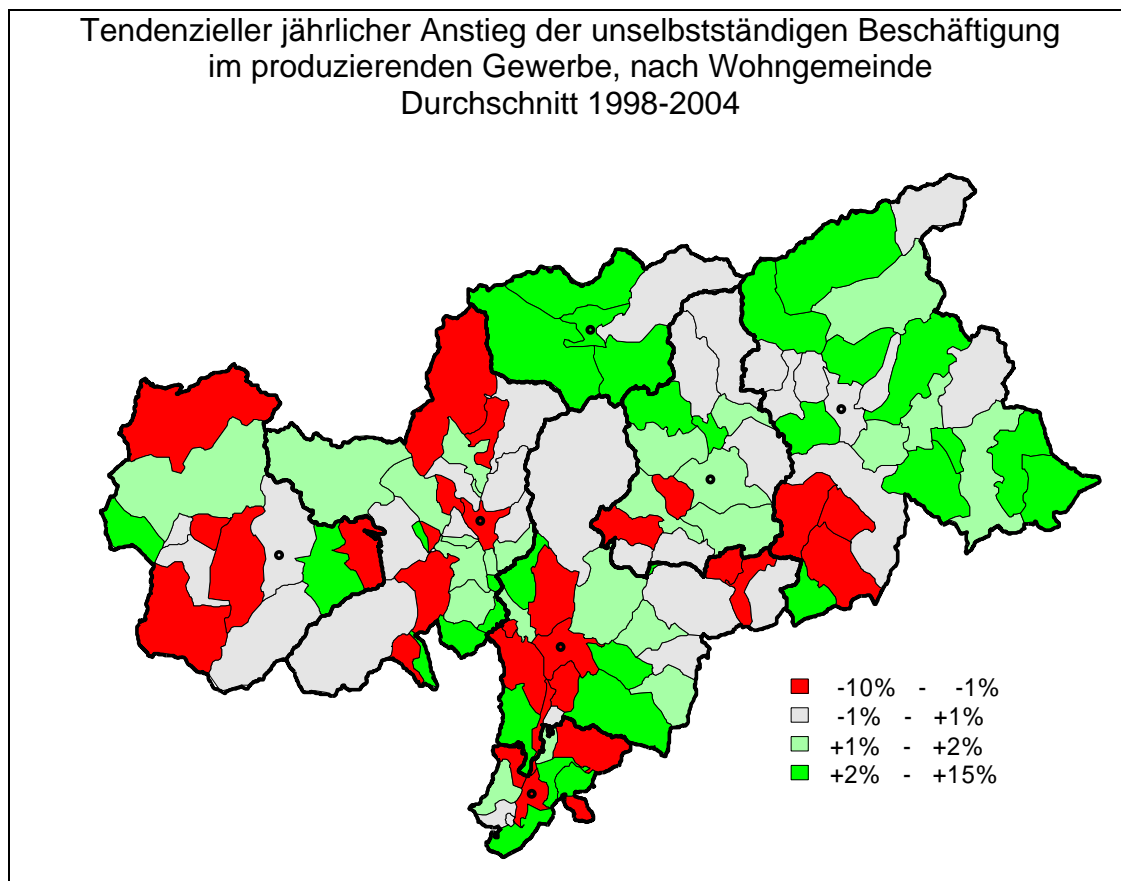 Tendenzieller jährlicher Anstieg der unselbstständigen Beschäftigung
im produzierenden Gewerbe, nach Wohngemeinde
Durchschnitt 1998-2004
-10% - -1%
-1% - +1%
+1% - +2%
+2% - +15%